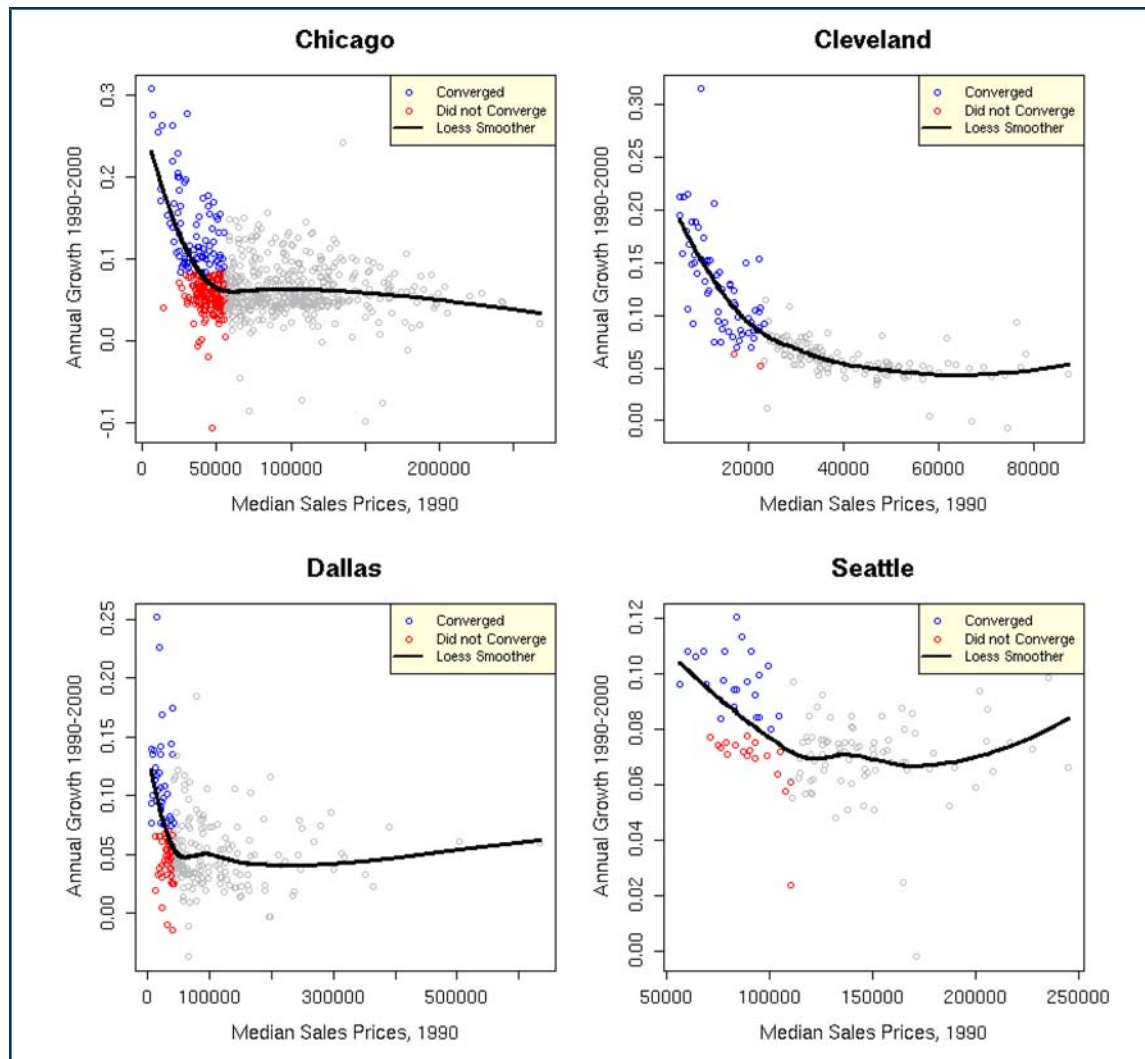 Chicago
Converged
Did not Converge
Loess Smoother
Annual Growth 1990-2000
-0.1 0.0 0.1 0.2 0.3
0 50000 100000 200000
Median Sales Prices, 1990
Cleveland
Converged
Did not Converge
Loess Smoother
Annual Growth 1990-2000
0.00 0.05 0.10 0.15 0.20 0.25 0.30
20000 40000 60000 80000
Median Sales Prices, 1990
Dallas
Converged
Did not Converge
Loess Smoother
Annual Growth 1990-2000
0.00 0.05 0.10 0.15 0.20 0.25
0 100000 300000 500000
Median Sales Prices, 1990
Seattle
Converged
Did not Converge
Loess Smoother
Annual Growth 1990-2000
0.00 0.02 0.04 0.06 0.08 0.10 0.12
50000 100000 150000 200000 250000
Median Sales Prices, 1990